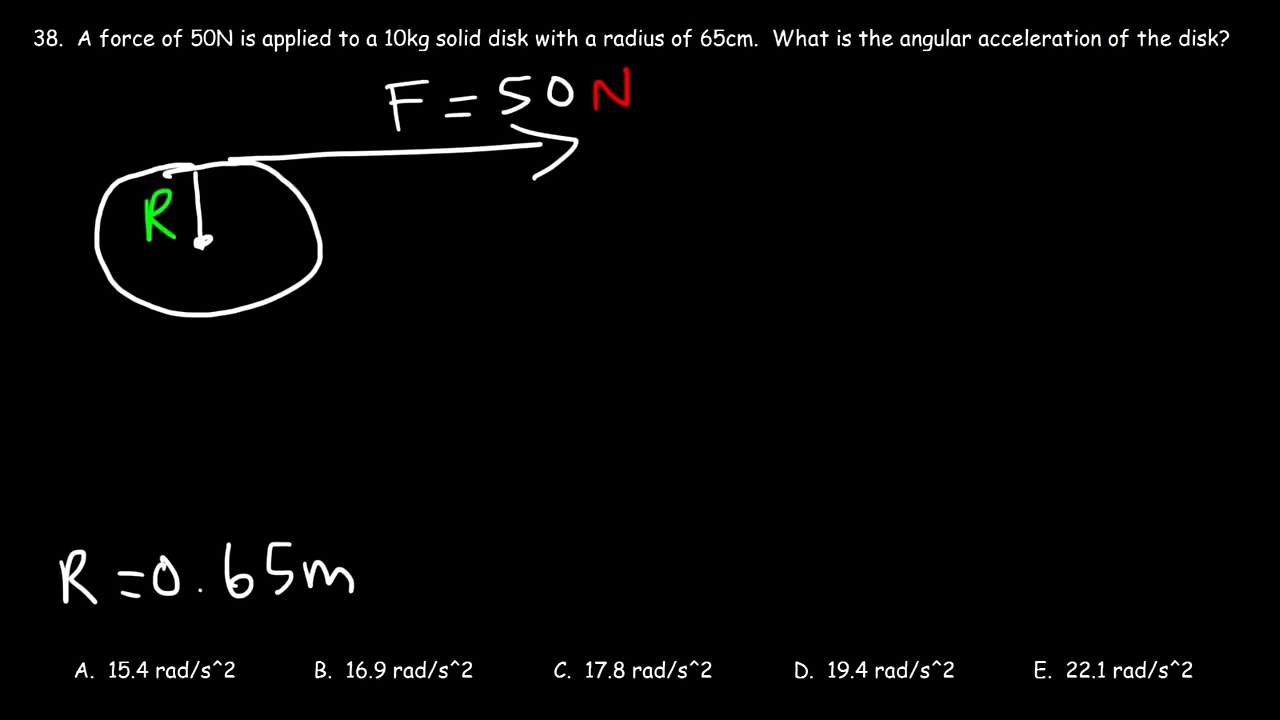 38. A force of 50N is applied to a 10kg solid disk with a radius of 65cm. What is the angular acceleration of the disk?
F = 50 N
R
R = 0.65m
A. 15.4 rad/s^2 B. 16.9 rad/s^2 C. 17.8 rad/s^2 D. 19.4 rad/s^2 E. 22.1 rad/s^2